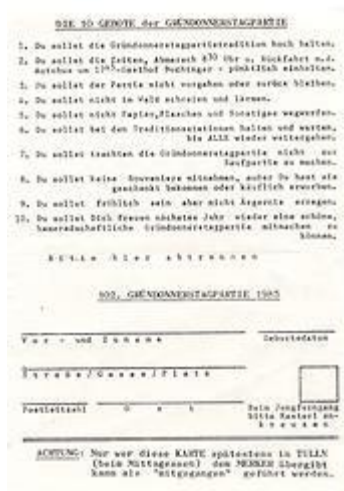 DIE 10 GEBOTE der GRÜNDONNERSTAGPARTIE
1. Du sollst die Gründonnerstagpartietradition hoch halten.
2. Du sollst die Zeiten, Abmarsch 8³⁰ Uhr u. Rückfahrt m.d.
Autobus um Gasthof - pünktlich einhalten.
3. Du sollst der Partie nicht vorgehen oder zurück bleiben.
4. Du sollst nicht im Wald schreien und lärmen.
5. Du sollst nicht Papier, Flaschen und Sonstiges wegwerfen.
6. Du sollst bei den Traditionsstationen halten und warten,
bis ALLE wieder weitergehen.
7. Du sollst trachten die Gründonnerstagpartie nicht zur
Saufpartie zu machen.
8. Du sollst keine Souveniers mitnehmen, außer Du hast sie
geschenkt bekommen oder käuflich erworben.
9. Du sollst fröhlich sein aber nicht Ärgernis erregen.
10. Du sollst Dich freuen nächstes Jahr wieder eine schöne,
kameradschaftliche Gründonnerstagpartie mitmachen zu
können.
Bitte hier abtrennen
102. GRÜNDONNERSTAGPARTIE 1985
Vor- und Zuname
Geburtsdatum
Straße/Gasse/Platz
Postleitzahl
Ort
Beim Jungferngang
bitte Kasterl an-
kreuzen
ACHTUNG: Nur wer diese KARTE spätestens in TULLN
(beim Mittagessen) dem MERKER übergibt
kann als "mitgegangen" geführt werden.